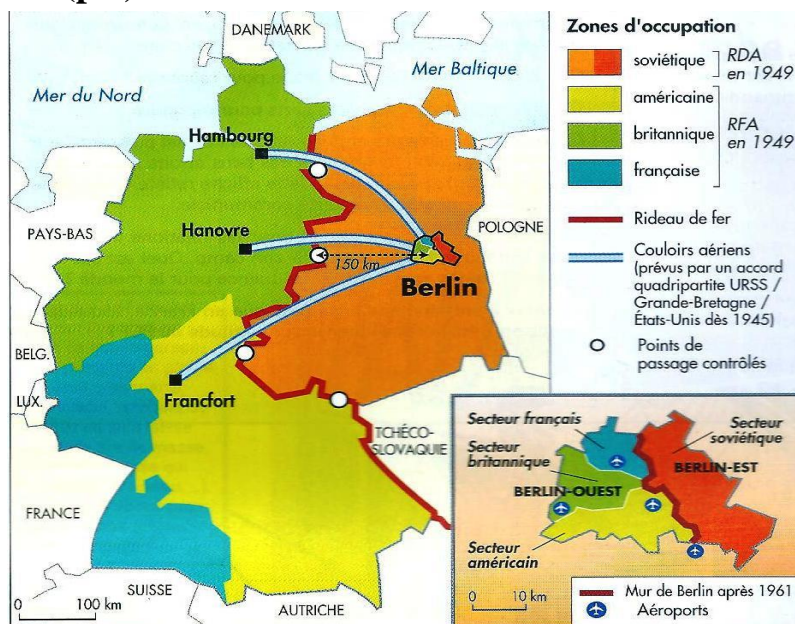 DANEMARK
Mer Baltique
Mer du Nord
Hambourg
Hanovre
PAYS-BAS
POLOGNE
150 km
Berlin
BELG.
LUX.
Francfort
TCHÉCO-
SLOVAQUIE
FRANCE
SUISSE
AUTRICHE
0 100 km
Zones d'occupation
soviétique
RDA
en 1949
américaine
britannique
RFA
en 1949
française
Rideau de fer
Couloirs aériens
(prévus par un accord
quadripartite URSS /
Grande-Bretagne /
États-Unis dès 1945)
Points de
passage contrôlés
Secteur français
Secteur
soviétique
Secteur
britannique
BERLIN-EST
BERLIN-OUEST
Secteur
américain
0 10 km
Mur de Berlin après 1961
Aéroports